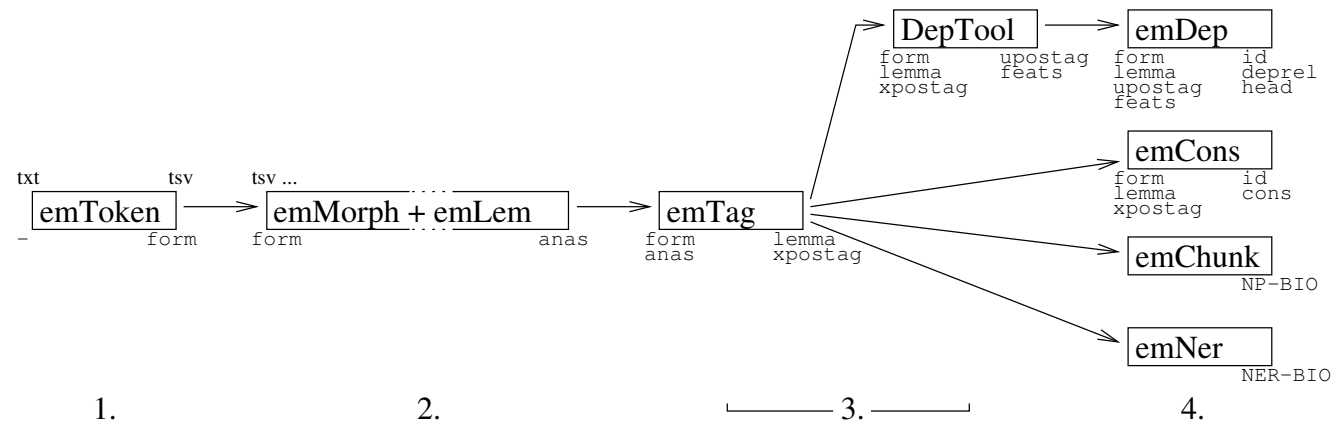 DepTool
form upostag
lemma feats
xpostag
emDep
form id
lemma deprel
upostag head
feats
emCons
form id
lemma cons
xpostag
txt tsv
emToken
- form
tsv ...
emMorph + emLem
form anas
emTag
form lemma
anas xpostag
emChunk
NP-BIO
emNer
NER-BIO
1. 2. 3. 4.